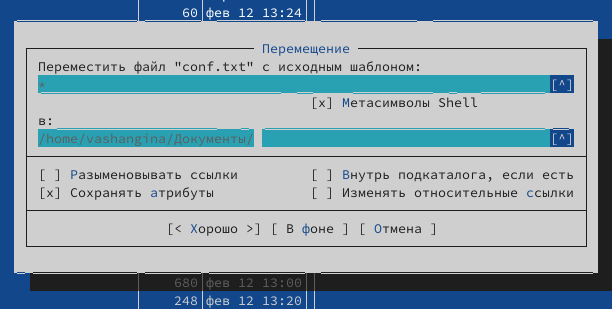 60 фев 12 13:24
Перемещение
Переместить файл "conf.txt" с исходным шаблоном:
* [^]
[x] Метасимволы Shell
в:
/home/vashangina/Документы/ [^]
[ ] Разыменовывать ссылки [ ] Внутрь подкаталога, если есть
[x] Сохранять атрибуты [ ] Изменять относительные ссылки
[< Хорошо >] [ В фоне ] [ Отмена ]
680 фев 12 13:00
248 фев 12 13:20